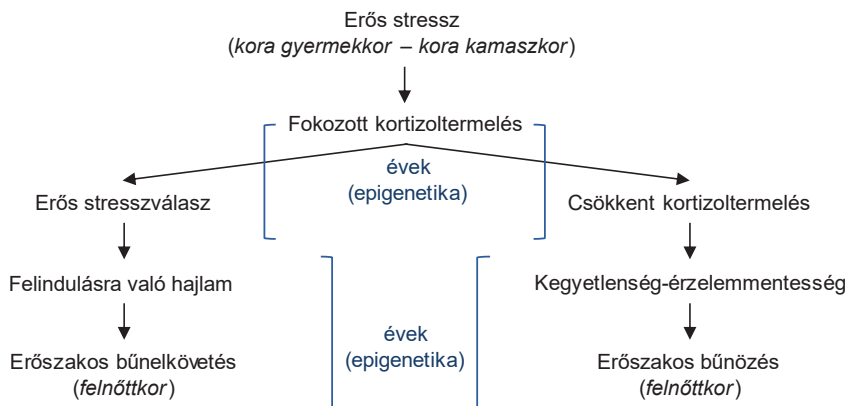 Erős stressz
(kora gyermekkor – kora kamaszkor)
Fokozott kortizoltermelés
évek
(epigenetika)
Erős stresszválasz
Csökkent kortizoltermelés
Felindulásra való hajlam
Kegyetlenség-érzelemmentesség
évek
(epigenetika)
Erőszakos bűnelkövetés
(felnőttkor)
Erőszakos bűnözés
(felnőttkor)